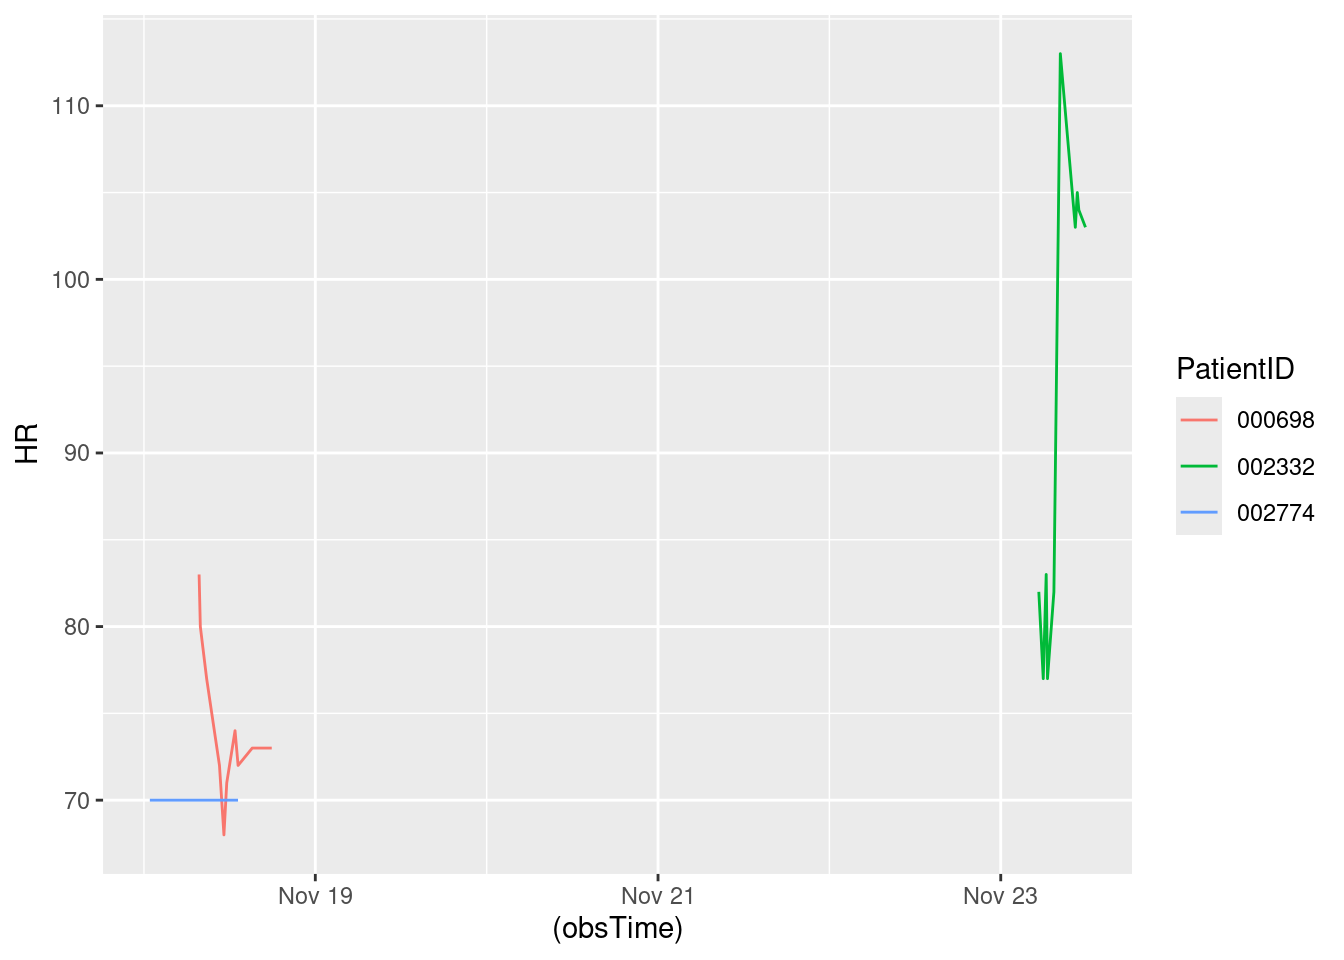 110
100
90
80
70
HR
Nov 19
Nov 21
Nov 23
(obsTime)
PatientID
000698
002332
002774